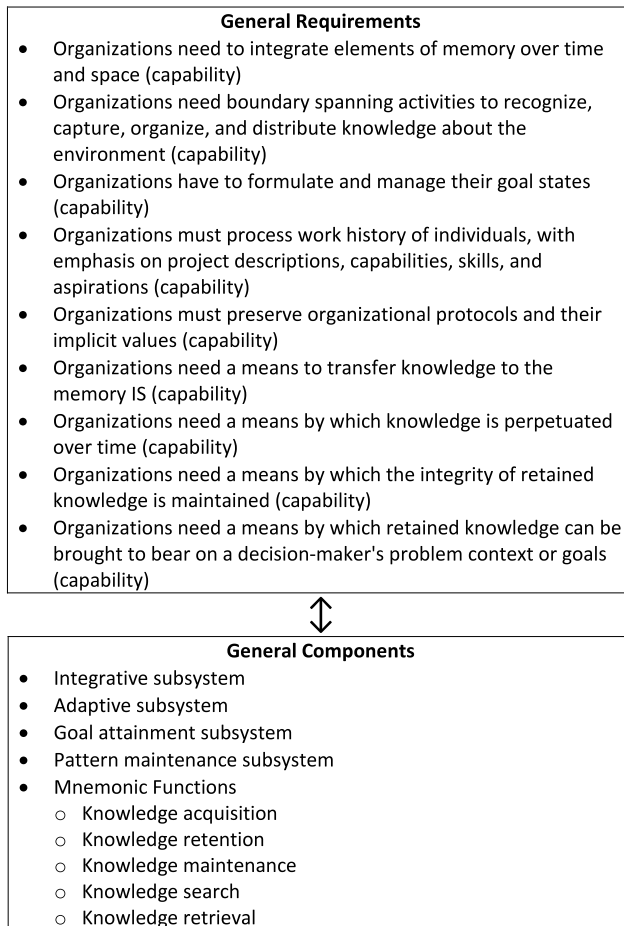 General Requirements
• Organizations need to integrate elements of memory over time
and space (capability)
• Organizations need boundary spanning activities to recognize,
capture, organize, and distribute knowledge about the
environment (capability)
• Organizations have to formulate and manage their goal states
(capability)
• Organizations must process work history of individuals, with
emphasis on project descriptions, capabilities, skills, and
aspirations (capability)
• Organizations must preserve organizational protocols and their
implicit values (capability)
• Organizations need a means to transfer knowledge to the
memory IS (capability)
• Organizations need a means by which knowledge is perpetuated
over time (capability)
• Organizations need a means by which the integrity of retained
knowledge is maintained (capability)
• Organizations need a means by which retained knowledge can be
brought to bear on a decision-maker's problem context or goals
(capability)
General Components
• Integrative subsystem
• Adaptive subsystem
• Goal attainment subsystem
• Pattern maintenance subsystem
• Mnemonic Functions
o Knowledge acquisition
o Knowledge retention
o Knowledge maintenance
o Knowledge search
o Knowledge retrieval